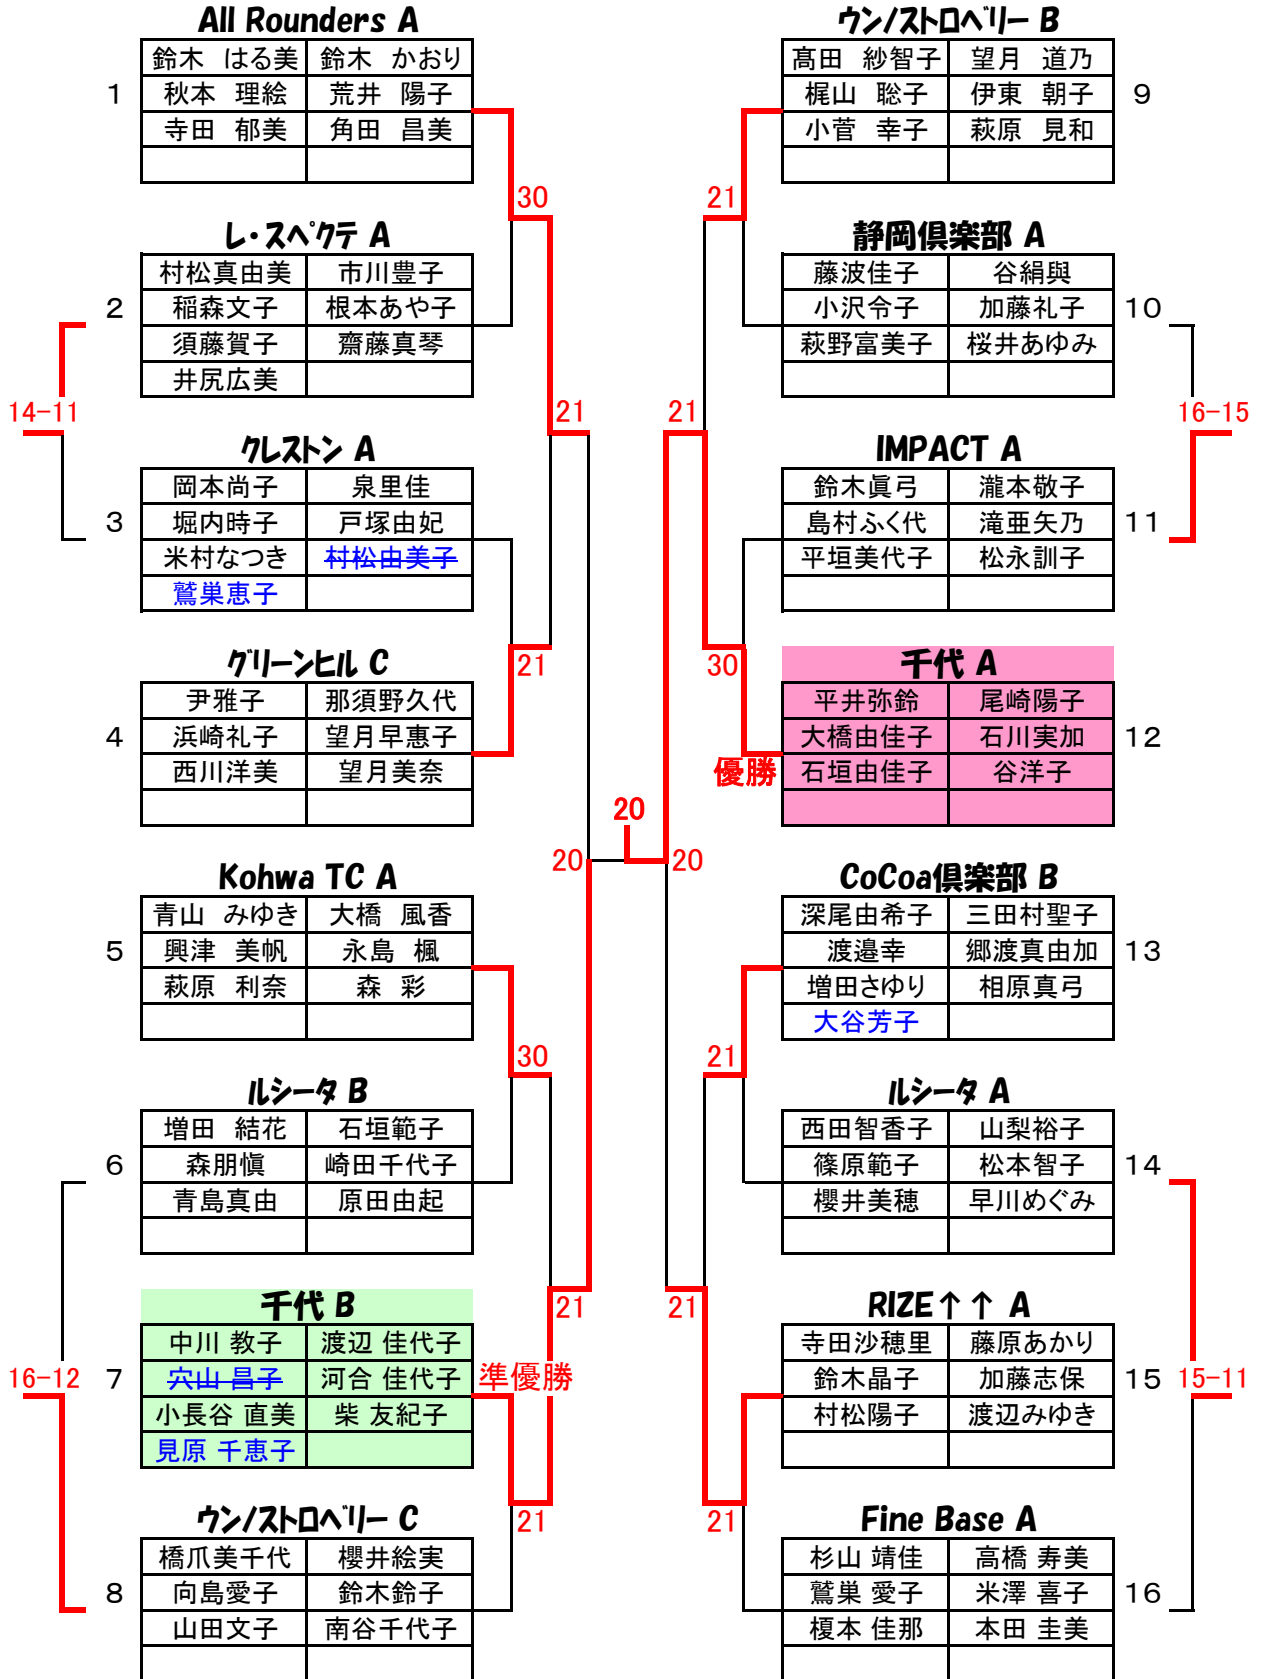 All Rounders A
鈴木　はる美 鈴木　かおり
1 秋本 理絵 荒井 陽子
寺田 郁美 角田 昌美
30
レ・スペクテ A
村松真由美 市川豊子
2 稲森文子 根本あや子
須藤賀子 齋藤真琴
井尻広美
14-11
21
クレストン A
岡本尚子 泉里佳
3 堀内時子 戸塚由妃
米村なつき 村松由美子
鷲巣恵子
グリーンヒル C
21
尹雅子 那須野久代
4 浜崎礼子 望月早惠子
西川洋美 望月美奈
20
20
Kohwa TC A
青山 みゆき 大橋 風香
5 興津 美帆 永島 楓
萩原 利奈 森 彩
30
ルシータ B
増田 結花 石垣範子
6 森朋愼 崎田千代子
青島真由 原田由起
千代 B
21
中川 教子 渡辺 佳代子
16-12
7 穴山 昌子 河合 佳代子
準優勝
小長谷 直美 柴 友紀子
見原 千恵子
ウン/ストロベリー C
21
橋爪美千代 櫻井絵実
8 向島愛子 鈴木鈴子
山田文子 南谷千代子
ウン/ストロベリー B
髙田 紗智子 望月 道乃
梶山 聡子 伊東 朝子 9
小菅 幸子 萩原 見和
21
静岡倶楽部 A
藤波佳子 谷絹與
小沢令子 加藤礼子 10
萩野富美子 桜井あゆみ
21
16-15
IMPACT A
鈴木眞弓 瀧本敬子
島村ふく代 滝亜矢乃 11
平垣美代子 松永訓子
30
千代 A
平井弥鈴 尾崎陽子
大橋由佳子 石川実加 12
優勝
石垣由佳子 谷洋子
20
CoCoa倶楽部 B
深尾由希子 三田村聖子
渡邉幸 郷渡真由加 13
増田さゆり 相原真弓
大谷芳子
21
ルシータ A
西田智香子 山梨裕子
篠原範子 松本智子 14
櫻井美穂 早川めぐみ
21
RIZE↑↑ A
寺田沙穂里 藤原あかり
鈴木晶子 加藤志保 15
15-11
村松陽子 渡辺みゆき
21
Fine Base A
杉山 靖佳 高橋 寿美
鷲巣 愛子 米澤 喜子 16
榎本 佳那 本田 圭美